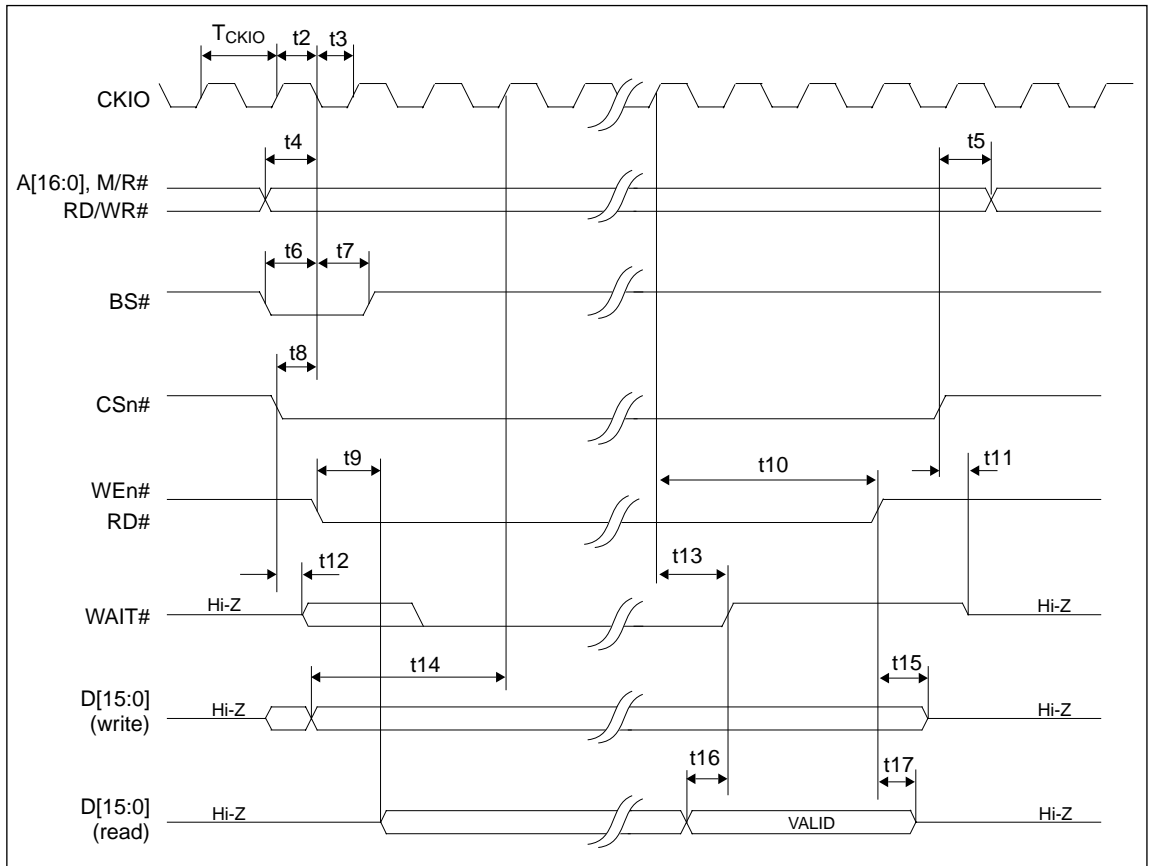 TCKIO t2 t3
CKIO
t4 t5
A[16:0], M/R#
RD/WR#
t6 t7
BS#
t8
CSn#
t9 t10 t11
WEn#
RD#
t12 t13
Hi-Z Hi-Z
WAIT#
t14 t15
D[15:0]
(write)
Hi-Z Hi-Z
t16 t17
D[15:0]
(read)
Hi-Z VALID Hi-Z